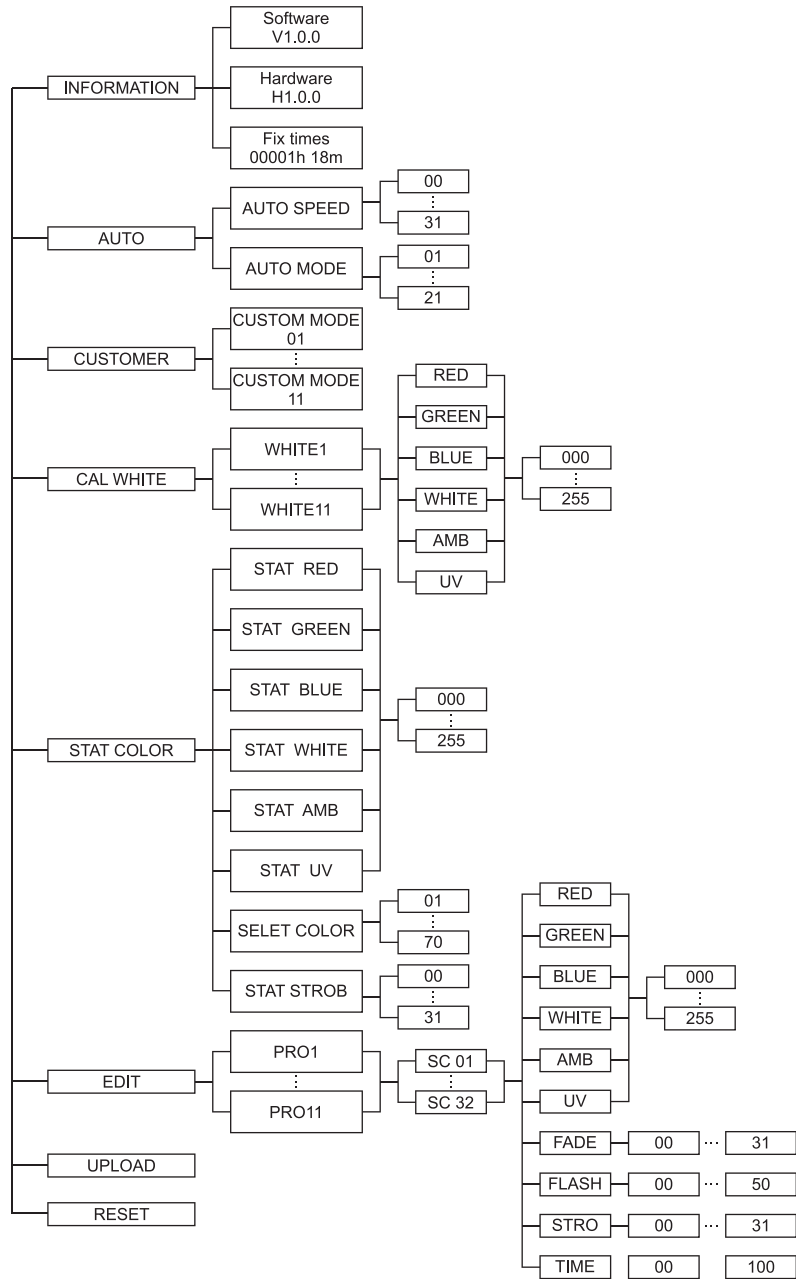 INFORMATION
Software
V1.0.0
Hardware
H1.0.0
Fix times
00001h 18m
AUTO
AUTO SPEED
00
31
AUTO MODE
01
21
CUSTOMER
CUSTOM MODE
01
CUSTOM MODE
11
CAL WHITE
WHITE1
WHITE11
RED
GREEN
BLUE
WHITE
AMB
UV
000
255
STAT COLOR
STAT RED
STAT GREEN
STAT BLUE
STAT WHITE
STAT AMB
STAT UV
000
255
SELET COLOR
01
70
STAT STROB
00
31
EDIT
PRO1
PRO11
SC 01
SC 32
RED
GREEN
BLUE
WHITE
AMB
UV
000
255
FADE 00 31
FLASH 00 50
STRO 00 31
TIME 00 100
UPLOAD
RESET